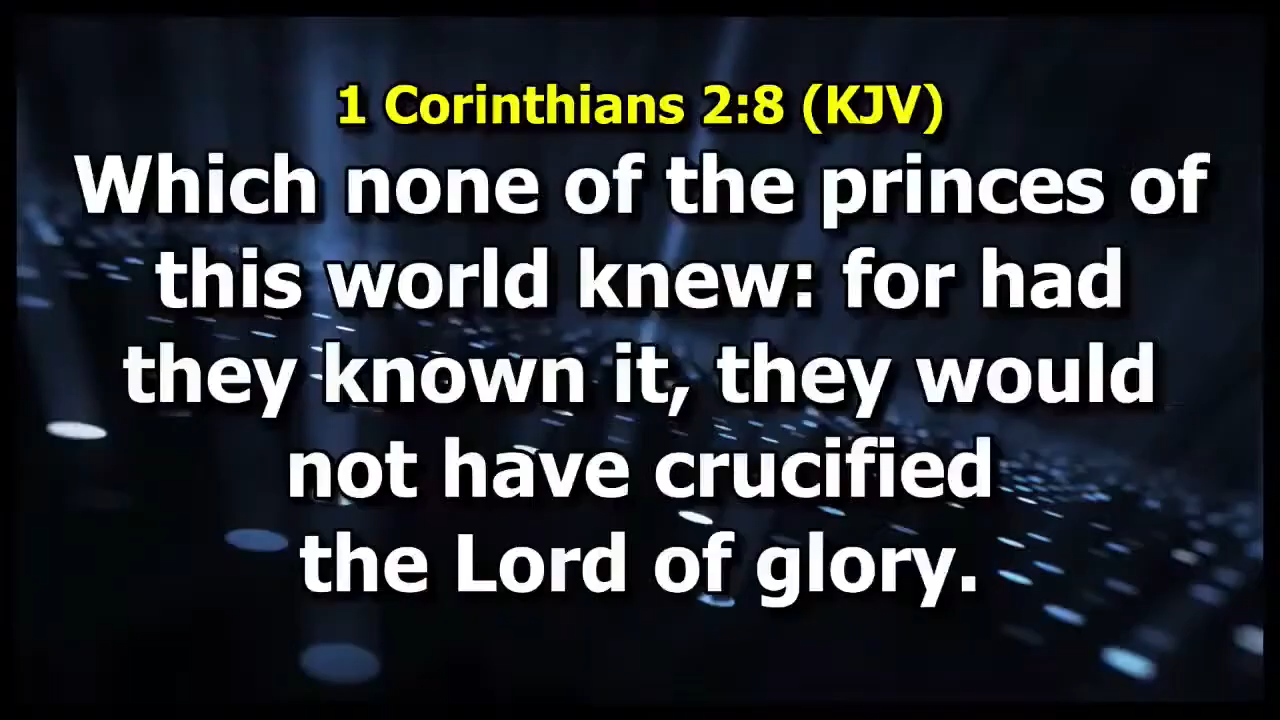 1 Corinthians 2:8 (KJV)
Which none of the princes of
this world knew: for had
they known it, they would
not have crucified
the Lord of glory.